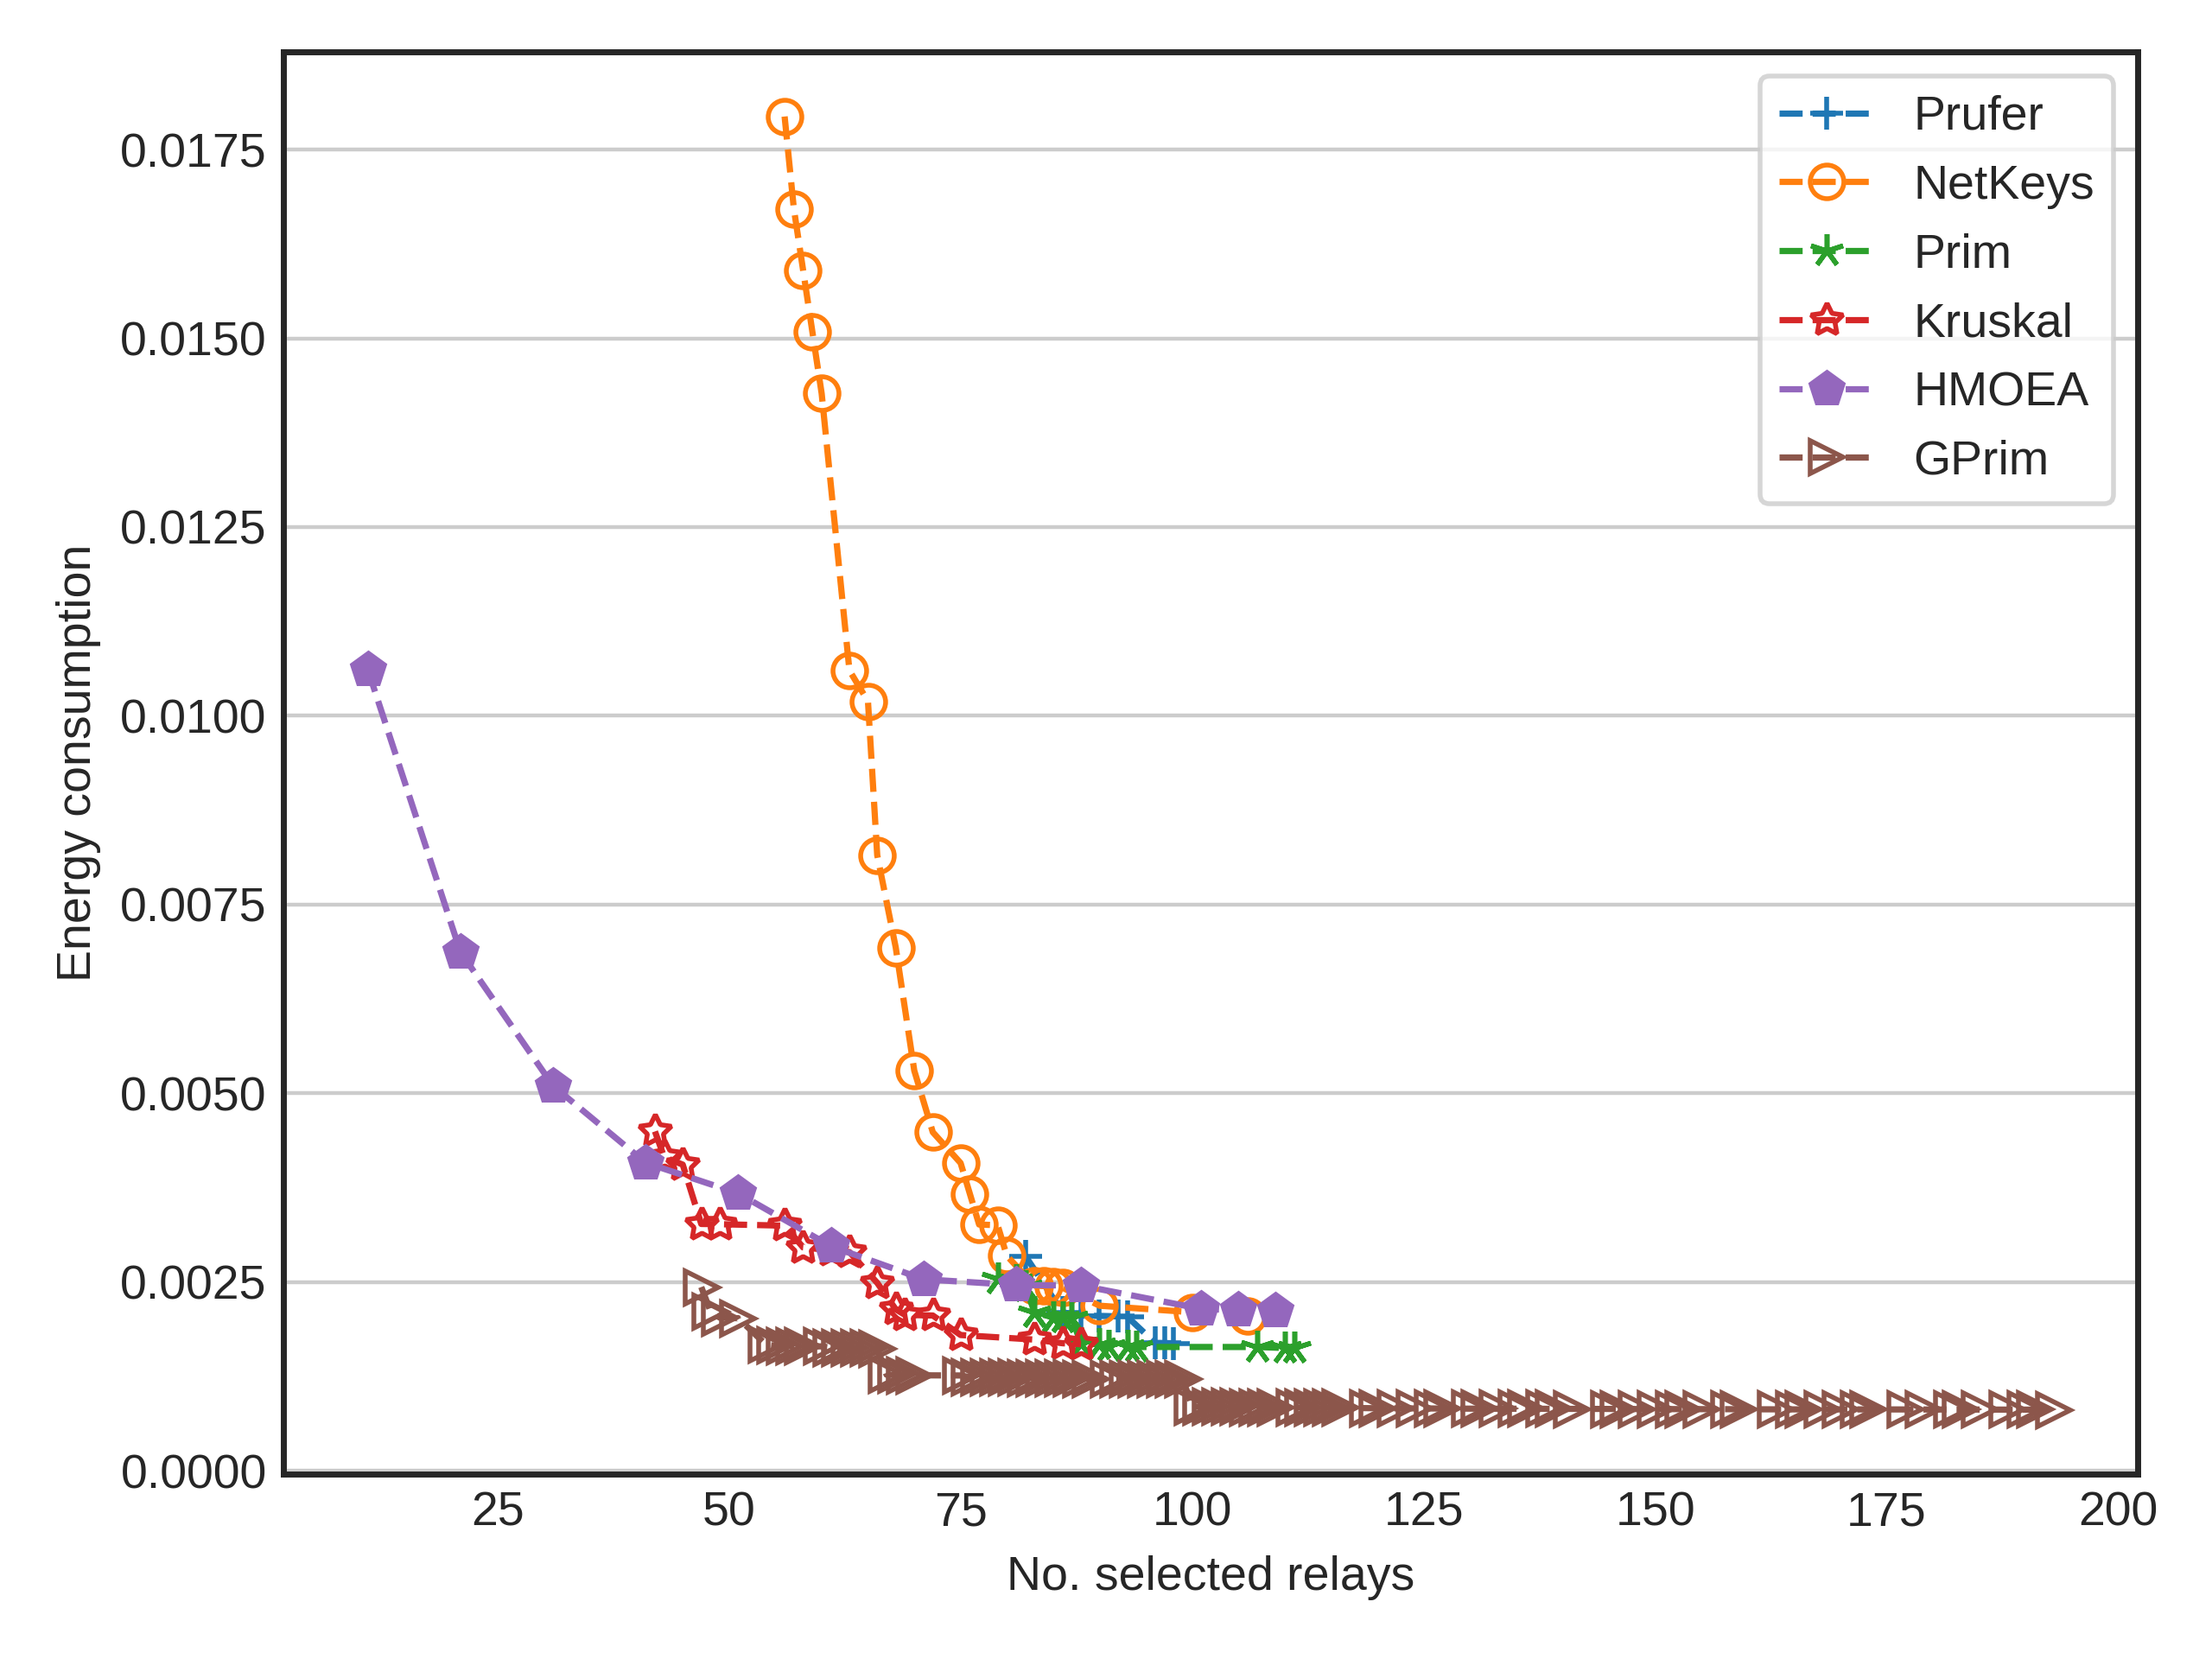 0.0175
0.0150
0.0125
0.0100
0.0075
0.0050
0.0025
0.0000
Energy consumption
25 50 75 100 125 150 175 200
No. selected relays
Prufer
NetKeys
Prim
Kruskal
HMOEA
GPrim